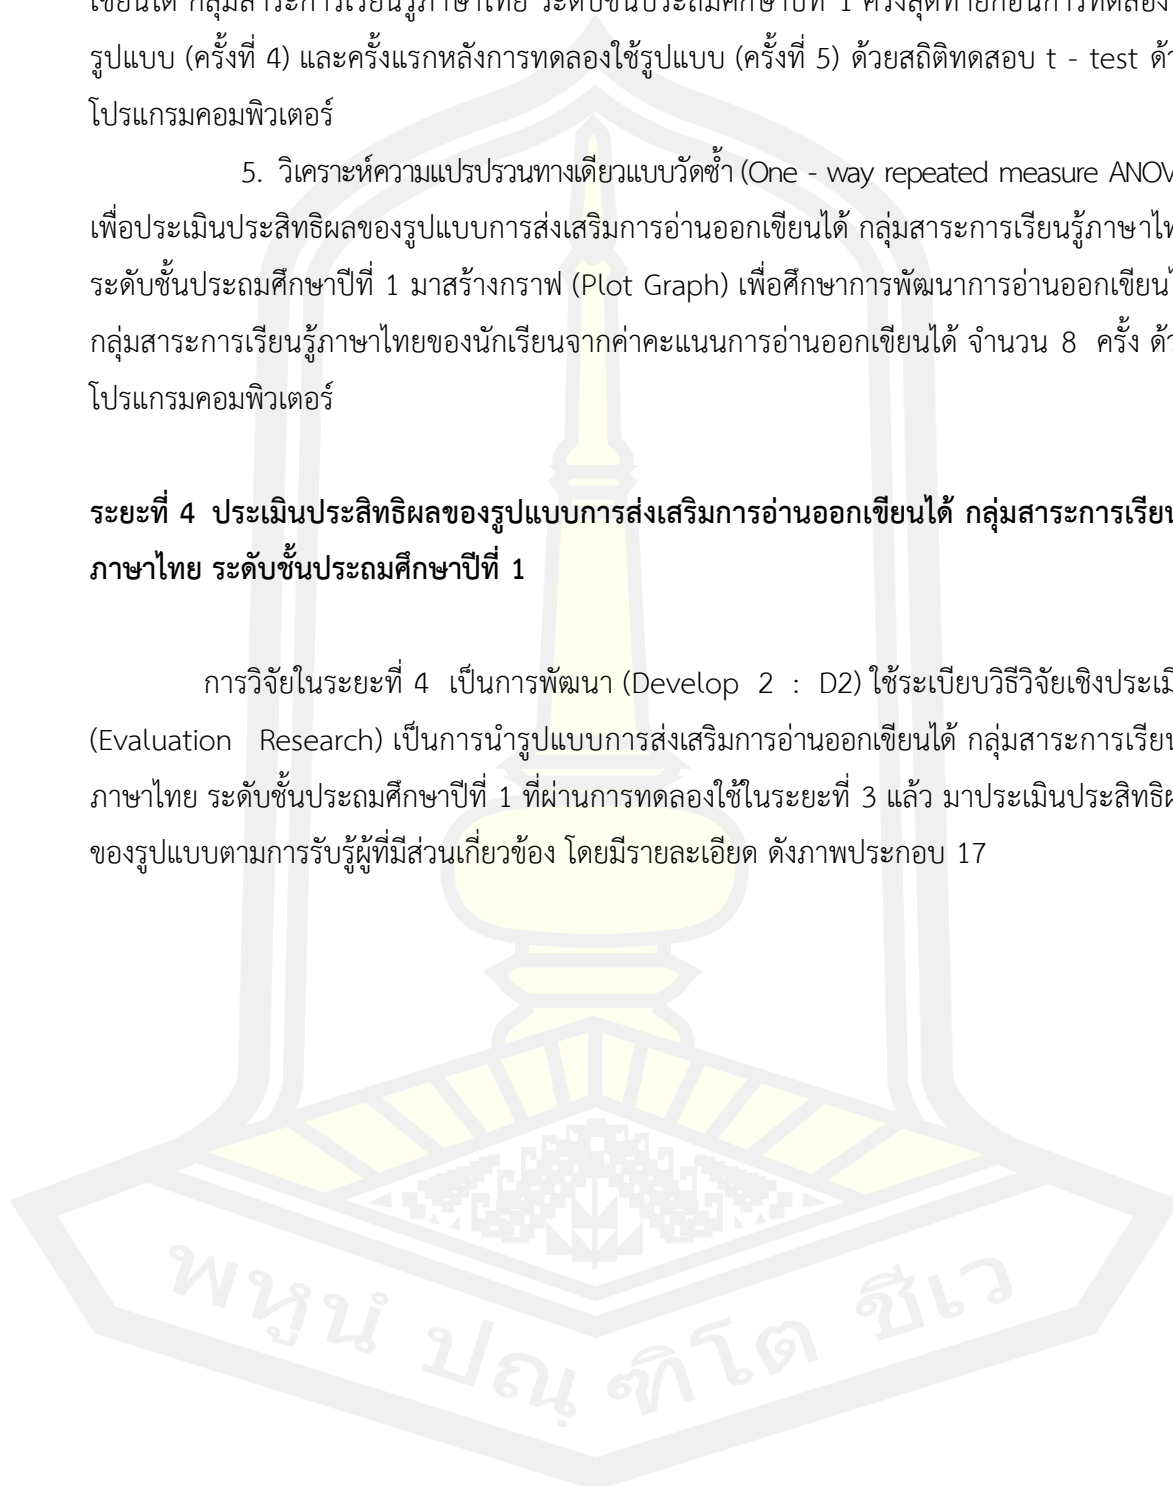 เขียนได้ กลุ่มสาระการเรียนรู้ภาษาไทย ระดับชั้นประถมศึกษาปีที่ 1 ครั้งสุดท้ายก่อนการทดลอง
รูปแบบ (ครั้งที่ 4) และครั้งแรกหลังการทดลองใช้รูปแบบ (ครั้งที่ 5) ด้วยสถิติทดสอบ t - test
โปรแกรมคอมพิวเตอร์
5. วิเคราะห์ความแปรปรวนทางเดียวแบบวัดซ้ำ (One - way repeated measure
เพื่อประเมินประสิทธิผลของรูปแบบการส่งเสริมการอ่านออกเขียนได้ กลุ่มสาระการเรียนรู้
ระดับชั้นประถมศึกษาปีที่ 1 มาสร้างกราฟ (Plot Graph) เพื่อศึกษาการพัฒนาการอ่านออกเขียน
กลุ่มสาระการเรียนรู้ภาษาไทยของนักเรียนจากค่าคะแนนการอ่านออกเขียนได้ จำนวน 8 ครั้ง
โปรแกรมคอมพิวเตอร์
ระยะที่ 4 ประเมินประสิทธิผลของรูปแบบการส่งเสริมการอ่านออกเขียนได้ กลุ่มสาระการเรียน
ภาษาไทย ระดับชั้นประถมศึกษาปีที่ 1
การวิจัยในระยะที่ 4 เป็นการพัฒนา (Develop 2 : D2) ใช้ระเบียบวิธีวิจัยเชิง
(Evaluation Research) เป็นการนำรูปแบบการส่งเสริมการอ่านออกเขียนได้ กลุ่มสาระการเรียน
ภาษาไทย ระดับชั้นประถมศึกษาปีที่ 1 ที่ผ่านการทดลองใช้ในระยะที่ 3 แล้ว มาประเมิน
ของรูปแบบตามการรับรู้ผู้ที่มีส่วนเกี่ยวข้อง โดยมีรายละเอียด ดังภาพประกอบ 17
พหูนํ ปณฺฑิโต ชีเว